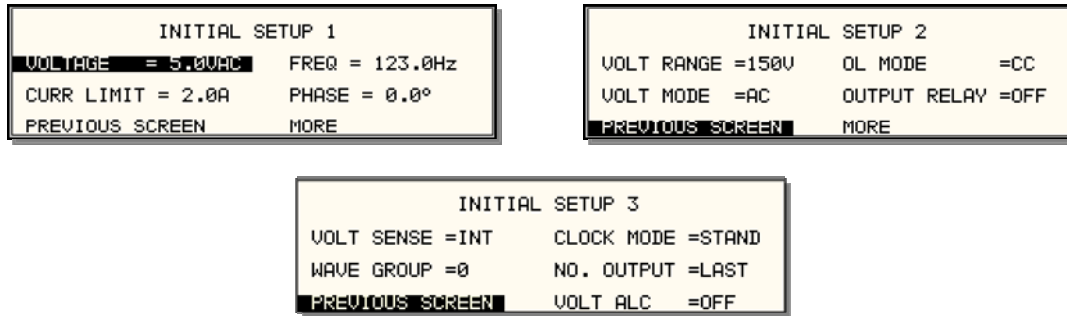 INITIAL SETUP 1
VOLTAGE = 5.0VAC FREQ = 123.0Hz
CURR LIMIT = 2.0A PHASE = 0.0°
PREVIOUS SCREEN MORE
INITIAL SETUP 2
VOLT RANGE =150V OL MODE =CC
VOLT MODE =AC OUTPUT RELAY =OFF
PREVIOUS SCREEN MORE
INITIAL SETUP 3
VOLT SENSE =INT CLOCK MODE =STAND
WAVE GROUP =0 NO. OUTPUT =LAST
PREVIOUS SCREEN VOLT ALC =OFF